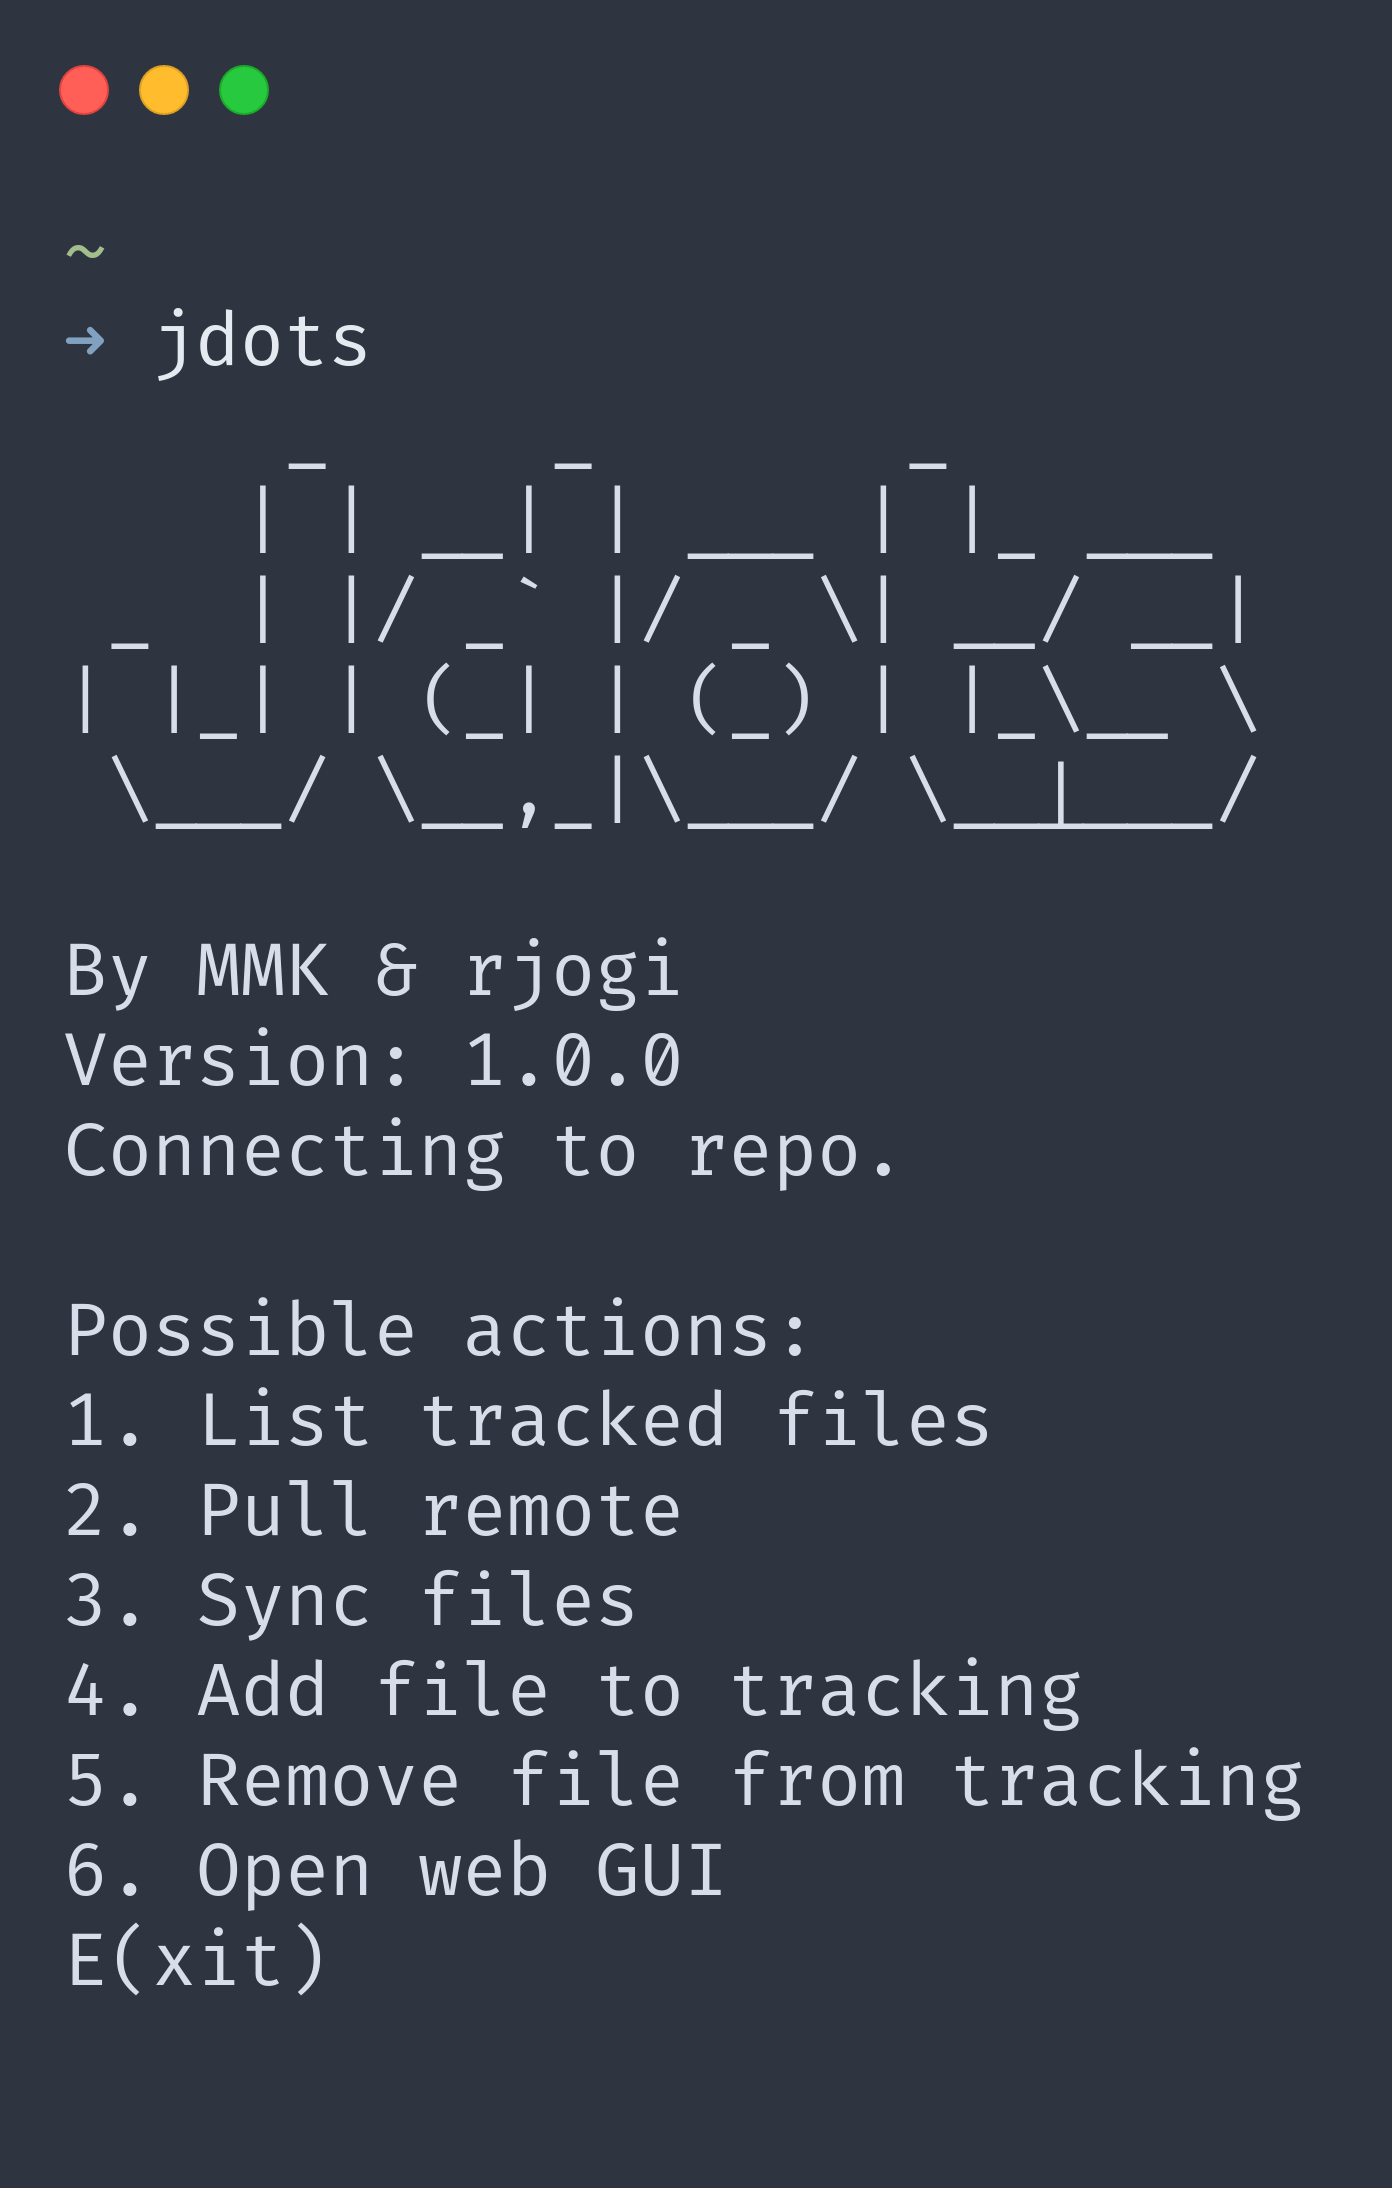 ~
➜ jdots
     _     _       _
    | | __| | ___ | |_ ___
 _  | |/ _` |/ _ \| __/ __|
| |_| | (_| | (_) | |_\__ \
 \___/ \__,_|\___/ \__|___/
By MMK & rjogi
Version: 1.0.0
Connecting to repo.
Possible actions:
1. List tracked files
2. Pull remote
3. Sync files
4. Add file to tracking
5. Remove file from tracking
6. Open web GUI
E(xit)